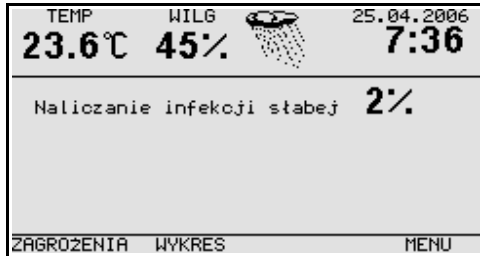 TEMP WILG 25.04.2006
23.6℃ 45% 7:36
Naliczanie infekcji słabej 2%
ZAGROŻENIA WYKRES MENU